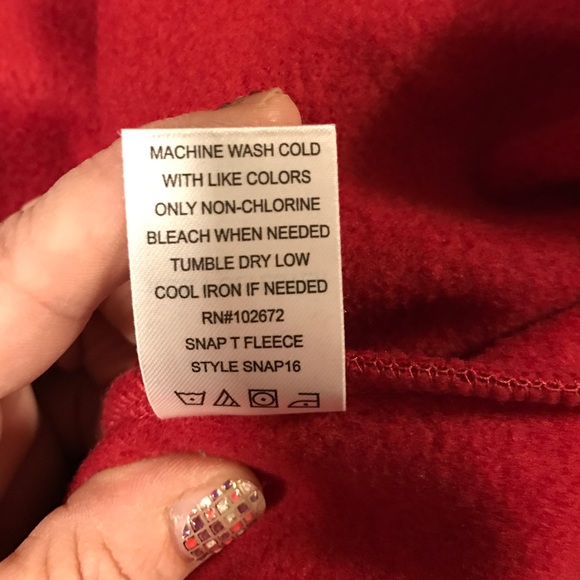 MACHINE WASH COLD
WITH LIKE COLORS
ONLY NON-CHLORINE
BLEACH WHEN NEEDED
TUMBLE DRY LOW
COOL IRON IF NEEDED
RN#102672
SNAP T FLEECE
STYLE SNAP16